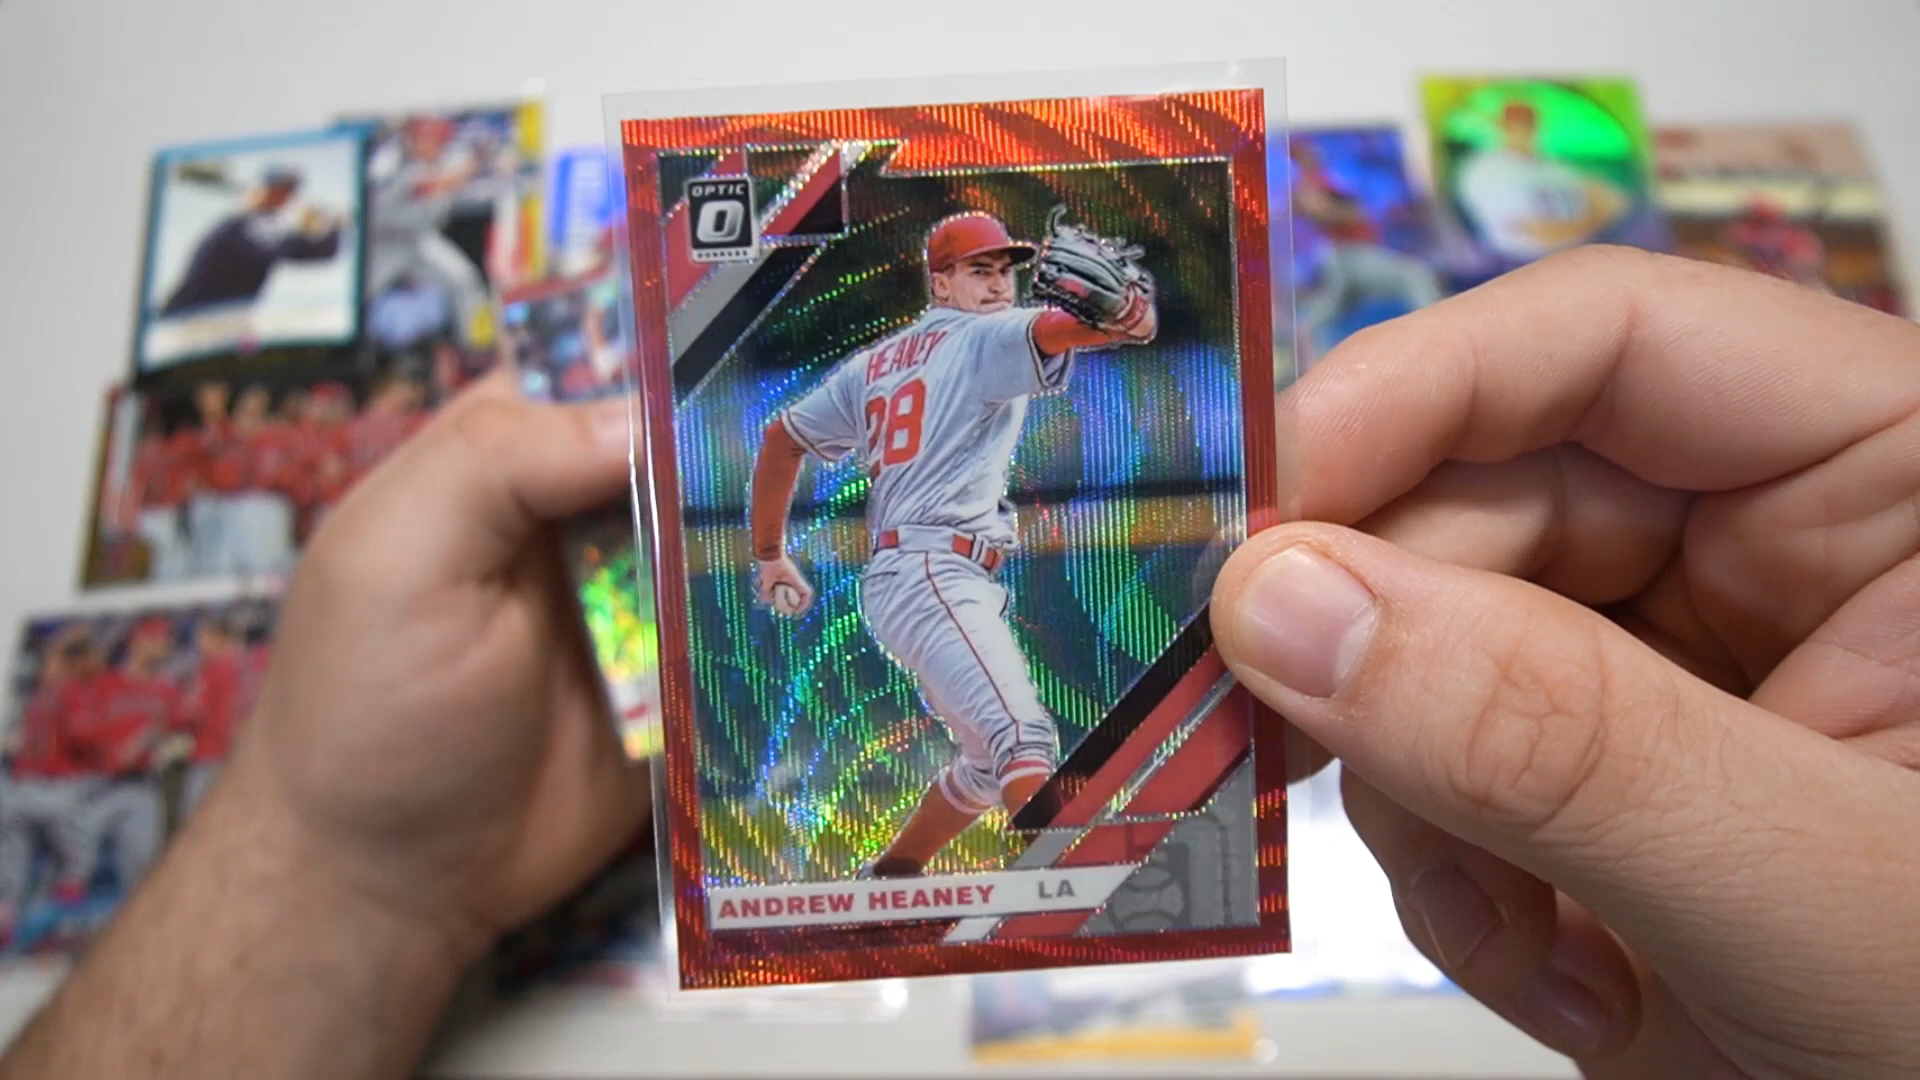 OPTIC
O
DONRUSS
HEANEY
28
ANDREW HEANEY LA